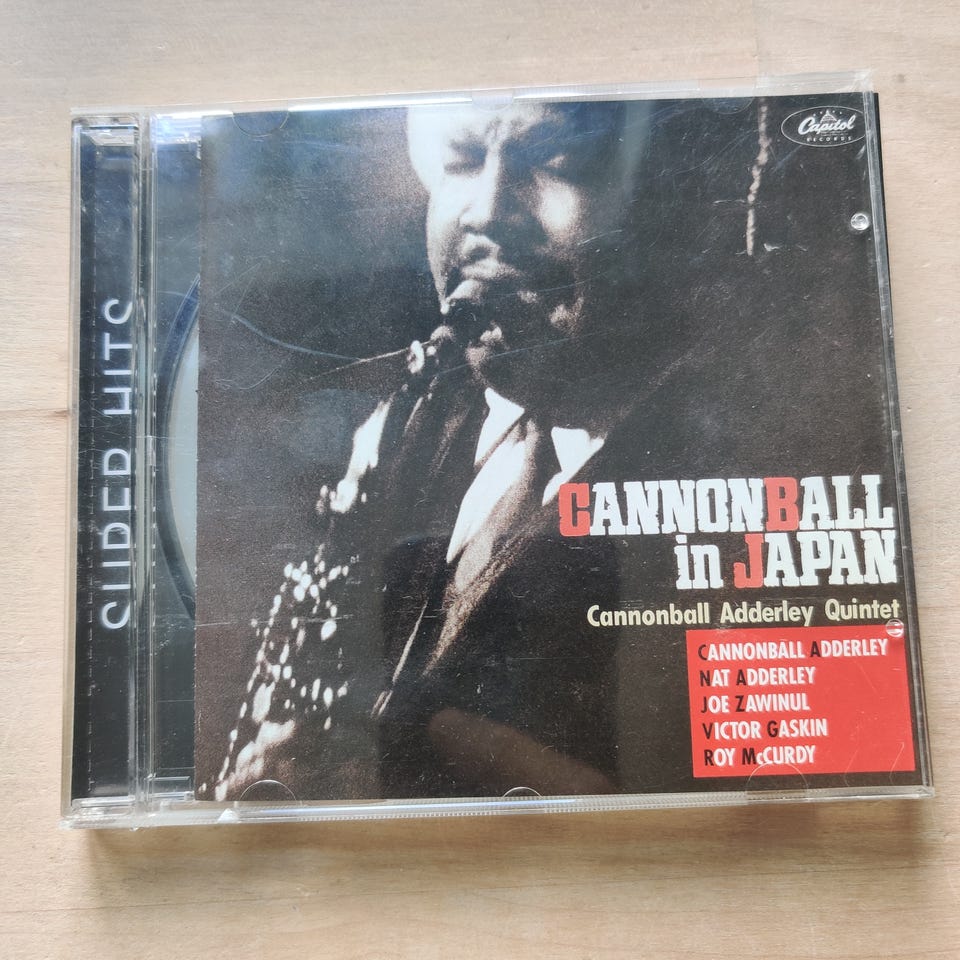 SUPER HITS
Capitol
RECORDS
CANNONBALL
in JAPAN
Cannonball Adderley Quintet
CANNONBALL ADDERLEY
NAT ADDERLEY
JOE ZAWINUL
VICTOR GASKIN
ROY McCURDY